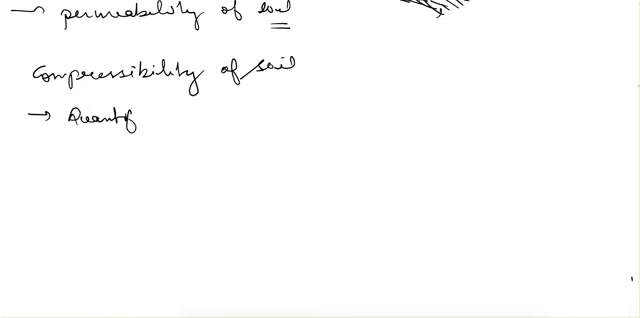 → permeability of soil
Compressibility of soil
→ Quantif